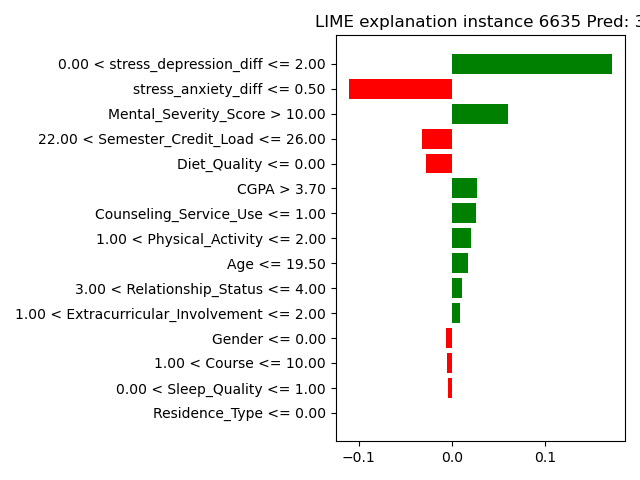 LIME explanation instance 6635 Pred: 3
0.00 < stress_depression_diff <= 2.00
stress_anxiety_diff <= 0.50
Mental_Severity_Score > 10.00
22.00 < Semester_Credit_Load <= 26.00
Diet_Quality <= 0.00
CGPA > 3.70
Counseling_Service_Use <= 1.00
1.00 < Physical_Activity <= 2.00
Age <= 19.50
3.00 < Relationship_Status <= 4.00
1.00 < Extracurricular_Involvement <= 2.00
Gender <= 0.00
1.00 < Course <= 10.00
0.00 < Sleep_Quality <= 1.00
Residence_Type <= 0.00
−0.1 0.0 0.1